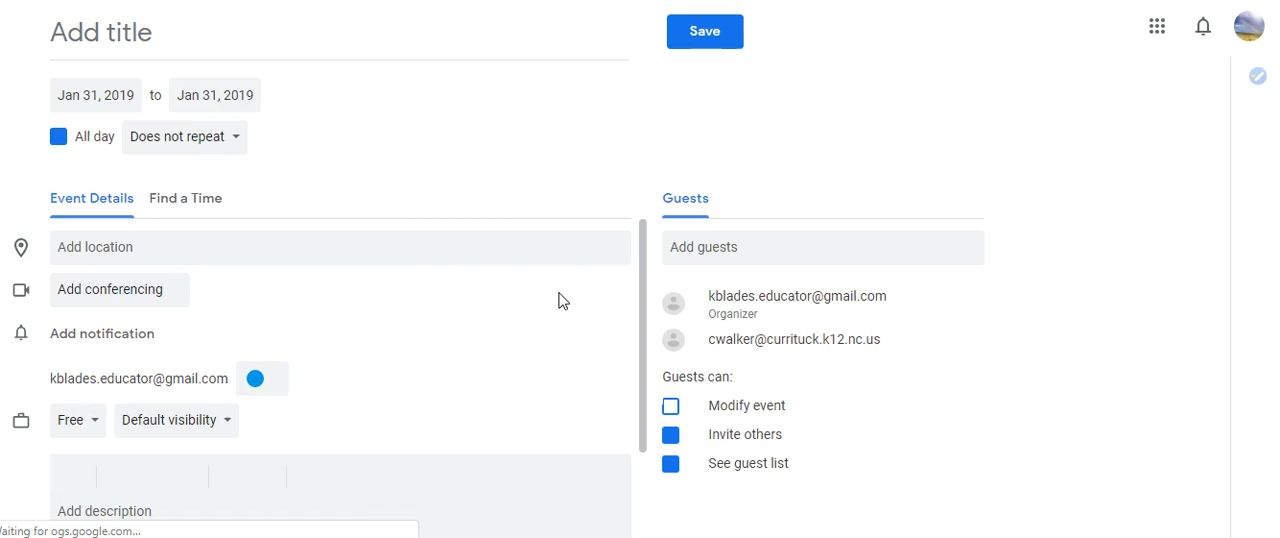 Add title
Save
Jan 31, 2019 to Jan 31, 2019
All day Does not repeat
Event Details Find a Time
Guests
Add location
Add guests
Add conferencing
kblades.educator@gmail.com
Organizer
Add notification
cwalker@currituck.k12.nc.us
kblades.educator@gmail.com
Guests can:
Free Default visibility
Modify event
Invite others
See guest list
Add description
Waiting for ogs.google.com...